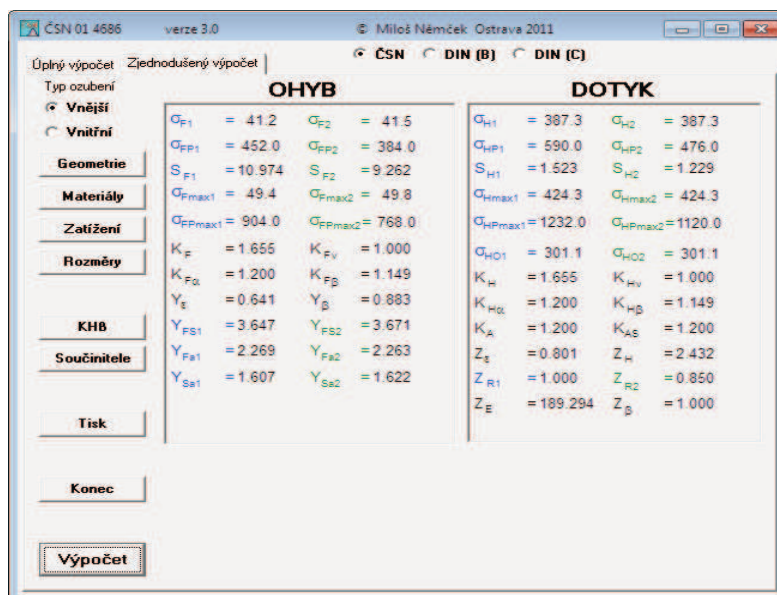 ČSN 01 4686 verze 3.0 © Miloš Němček Ostrava 2011
ČSN DIN (B) DIN (C)
Úplný výpočet Zjednodušený výpočet
Typ ozubení
Vnější
Vnitřní
Geometrie
Materiály
Zatížení
Rozměry
KHB
Součinitele
Tisk
Konec
Výpočet
OHYB
σF1 = 41.2 σF2 = 41.5
σFP1 = 452.0 σFP2 = 384.0
SF1 =10.974 SF2 = 9.262
σFmax1 = 49.4 σFmax2 = 49.8
σFPmax1 = 904.0 σFPmax2 = 768.0
KF =1.655 KFv =1.000
KFα =1.200 KFβ =1.149
Yε =0.641 Yβ =0.883
YFS1 =3.647 YFS2 =3.671
YFa1 =2.269 YFa2 =2.263
YSa1 =1.607 YSa2 =1.622
DOTYK
σH1 = 387.3 σH2 = 387.3
σHP1 = 590.0 σHP2 = 476.0
SH1 =1.523 SH2 =1.229
σHmax1 = 424.3 σHmax2 = 424.3
σHPmax1 =1232.0 σHPmax2 =1120.0
σHO1 = 301.1 σHO2 = 301.1
KH =1.655 KHv =1.000
KHα =1.200 KHβ =1.149
KA =1.200 KAS =1.200
Zε =0.801 ZH =2.432
ZR1 =1.000 ZR2 =0.850
ZE =189.294 Zβ =1.000